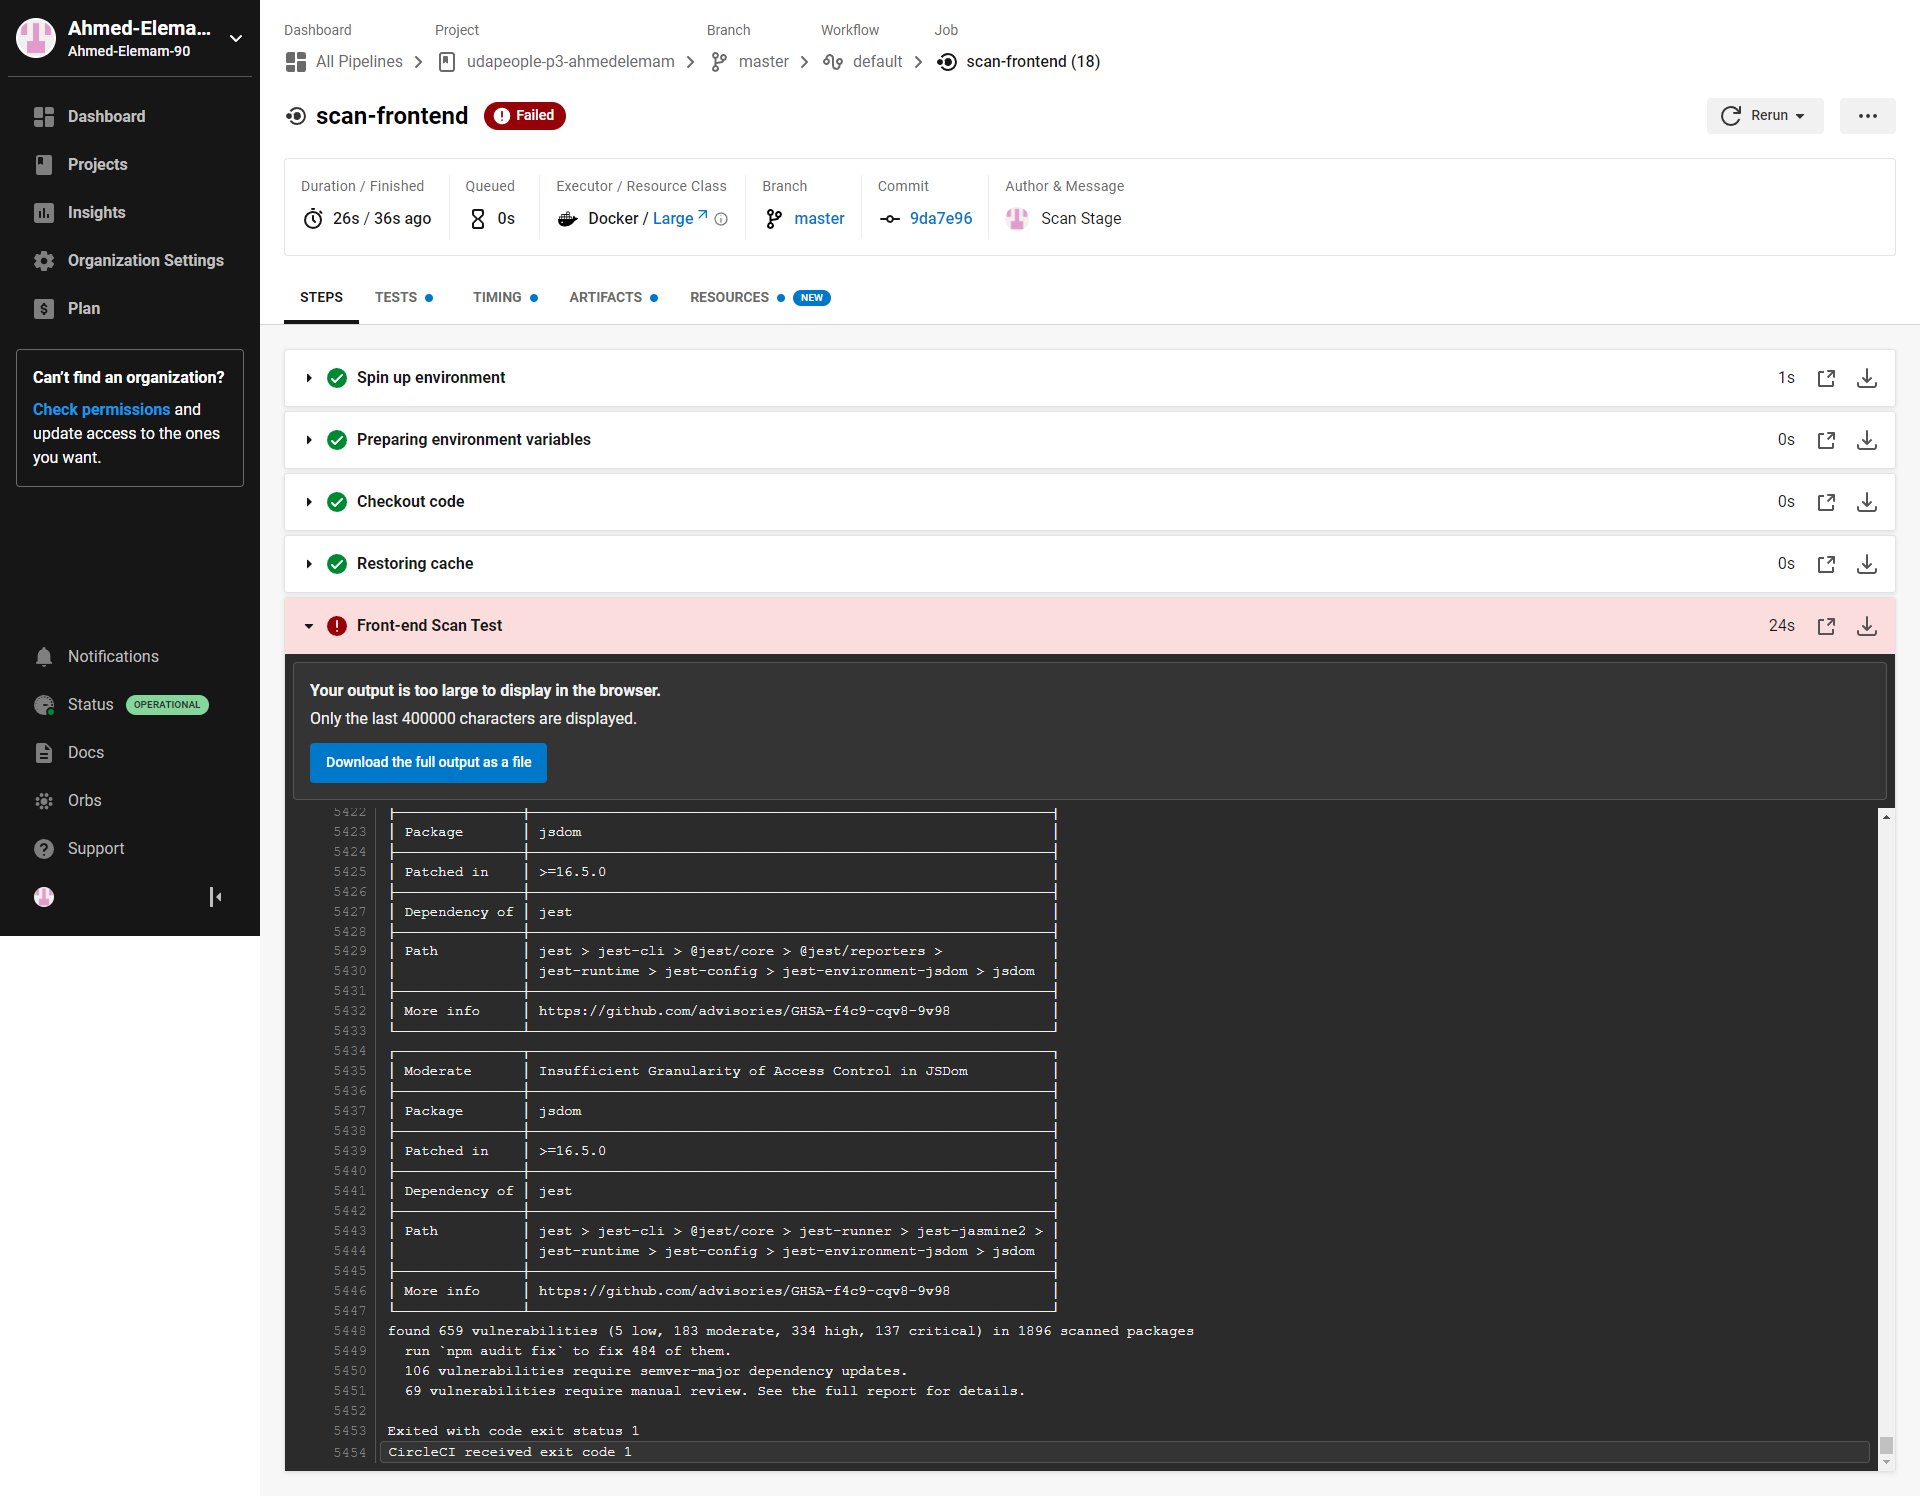 Ahmed-Elema...
Ahmed-Elemam-90
Dashboard
Projects
Insights
Organization Settings
Plan
Can't find an organization?
Check permissions and
update access to the ones
you want.
Notifications
Status OPERATIONAL
Docs
Orbs
Support
Dashboard Project Branch Workflow Job
All Pipelines udapeople-p3-ahmedelemam master default scan-frontend (18)
scan-frontend Failed Rerun
Duration / Finished Queued Executor / Resource Class Branch Commit Author & Message
26s / 36s ago 0s Docker / Large master 9da7e96 Scan Stage
STEPS TESTS TIMING ARTIFACTS RESOURCES NEW
Spin up environment 1s
Preparing environment variables 0s
Checkout code 0s
Restoring cache 0s
Front-end Scan Test 24s
Your output is too large to display in the browser.
Only the last 400000 characters are displayed.
Download the full output as a file
5422
5423 Package jsdom
5424
5425 Patched in >=16.5.0
5426
5427 Dependency of jest
5428
5429 Path jest > jest-cli > @jest/core > @jest/reporters >
5430 jest-runtime > jest-config > jest-environment-jsdom > jsdom
5431
5432 More info https://github.com/advisories/GHSA-f4c9-cqv8-9v98
5433
5434
5435 Moderate Insufficient Granularity of Access Control in JSDom
5436
5437 Package jsdom
5438
5439 Patched in >=16.5.0
5440
5441 Dependency of jest
5442
5443 Path jest > jest-cli > @jest/core > jest-runner > jest-jasmine2 >
5444 jest-runtime > jest-config > jest-environment-jsdom > jsdom
5445
5446 More info https://github.com/advisories/GHSA-f4c9-cqv8-9v98
5447
5448 found 659 vulnerabilities (5 low, 183 moderate, 334 high, 137 critical) in 1896 scanned packages
5449 run `npm audit fix` to fix 484 of them.
5450 106 vulnerabilities require semver-major dependency updates.
5451 69 vulnerabilities require manual review. See the full report for details.
5452
5453 Exited with code exit status 1
5454 CircleCI received exit code 1